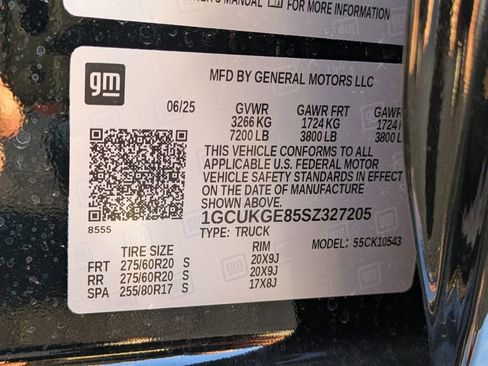 OWNER'S MANUAL FOR MORE INFORMATION
gm
MFD BY GENERAL MOTORS LLC
06/25 GVWR GAWR FRT GAWR
3266 KG 1724 KG 1724
7200 LB 3800 LB 3800 L
THIS VEHICLE CONFORMS TO ALL
APPLICABLE U.S. FEDERAL MOTOR
VEHICLE SAFETY STANDARDS IN EFFECT
ON THE DATE OF MANUFACTURE
SHOWN ABOVE.
8555
1GCUKGE85SZ327205
TYPE: TRUCK MODEL: 55CK10543
TIRE SIZE RIM
FRT 275/60R20 S 20X9J
RR 275/60R20 S 20X9J
SPA 255/80R17 S 17X8J